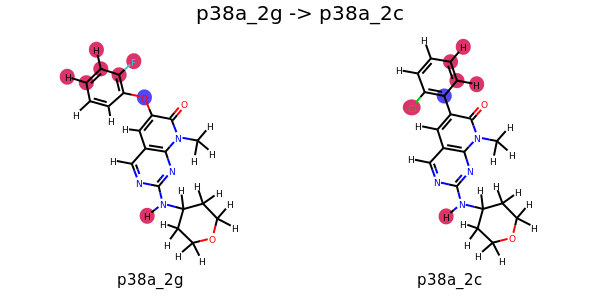 p38a_2g -> p38a_2c
H H F H H
H H O O H H O
H H H H
H N H H N H
N N H H N N H H
H N H H H H N H H H
H H H H
H O H H O H
H H H H
p38a_2g p38a_2c